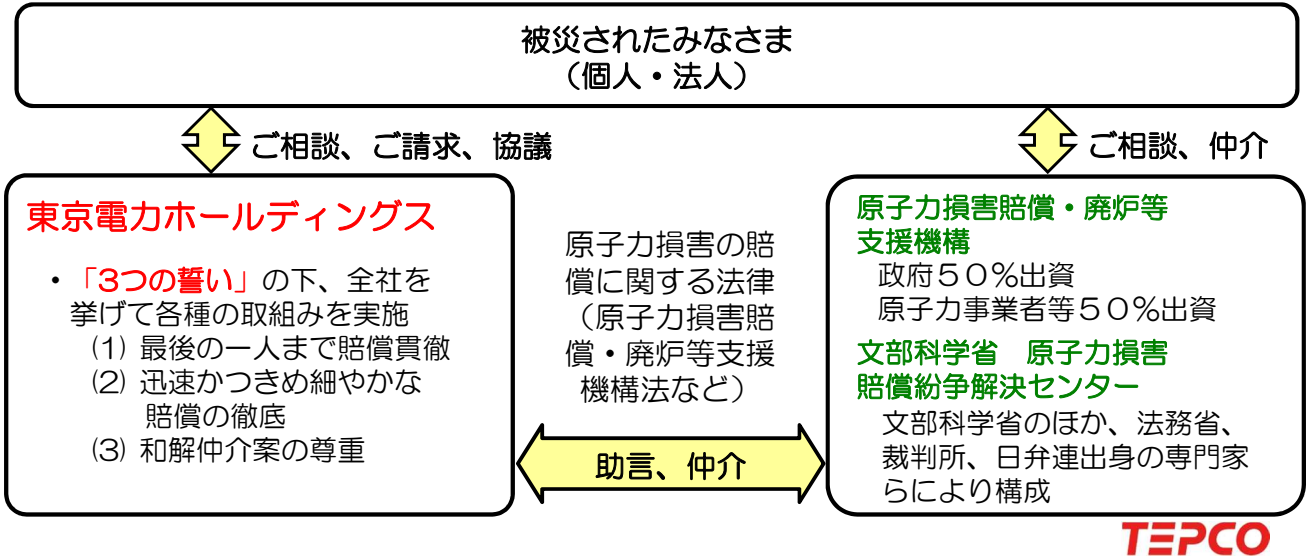 被災されたみなさま
（個人・法人）
ご相談、ご請求、協議
ご相談、仲介
東京電力ホールディングス
・「3つの誓い」の下、全社を
挙げて各種の取組みを実施
(1) 最後の一人まで賠償貫徹
(2) 迅速かつきめ細やかな
賠償の徹底
(3) 和解仲介案の尊重
原子力損害の賠
償に関する法律
（原子力損害賠
償・廃炉等支援
機構法など）
助言、仲介
原子力損害賠償・廃炉等
支援機構
政府５０％出資
原子力事業者等５０％出資
文部科学省　原子力損害
賠償紛争解決センター
文部科学省のほか、法務省、
裁判所、日弁連出身の専門家
らにより構成
TEPCO